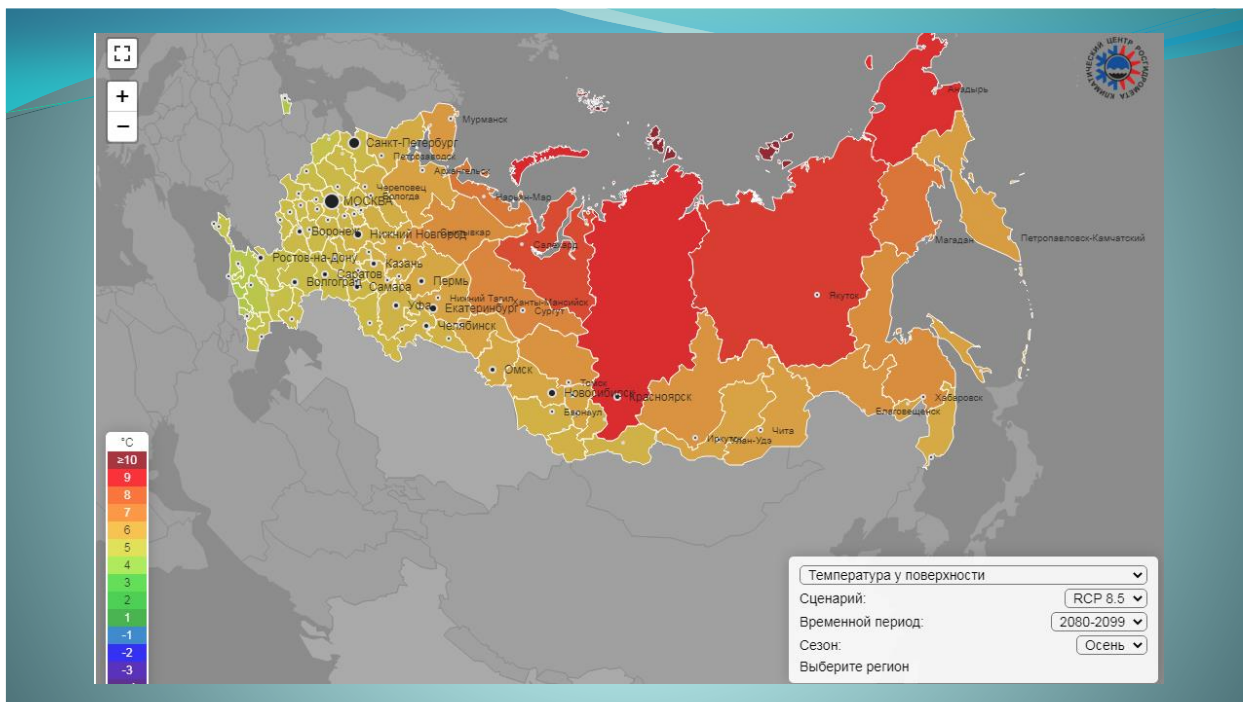 +
−
КЛИМАТИЧЕСКИЙ ЦЕНТР РОСГИДРОМЕТА
Анадырь
Мурманск
Санкт-Петербург
Петрозаводск
Архангельск
Череповец
Вологда
Нарьян-Мар
МОСКВА
Воронеж
Нижний Новгород
Сыктывкар
Салехард
Магадан
Петропавловск-Камчатский
Ростов-на-Дону
Казань
Саратов
Волгоград
Самара
Пермь
Якутск
Нижний Тагил
Ханты-Мансийск
Уфа
Екатеринбург
Сургут
Челябинск
Омск
Томск
Новосибирск
Красноярск
Барнаул
Хабаровск
Благовещенск
Чита
Иркутск
Улан-Удэ
°C
≥10
9
8
7
6
5
4
3
2
1
-1
-2
-3
Температура у поверхности
Сценарий: RCP 8.5
Временной период: 2080-2099
Сезон: Осень
Выберите регион